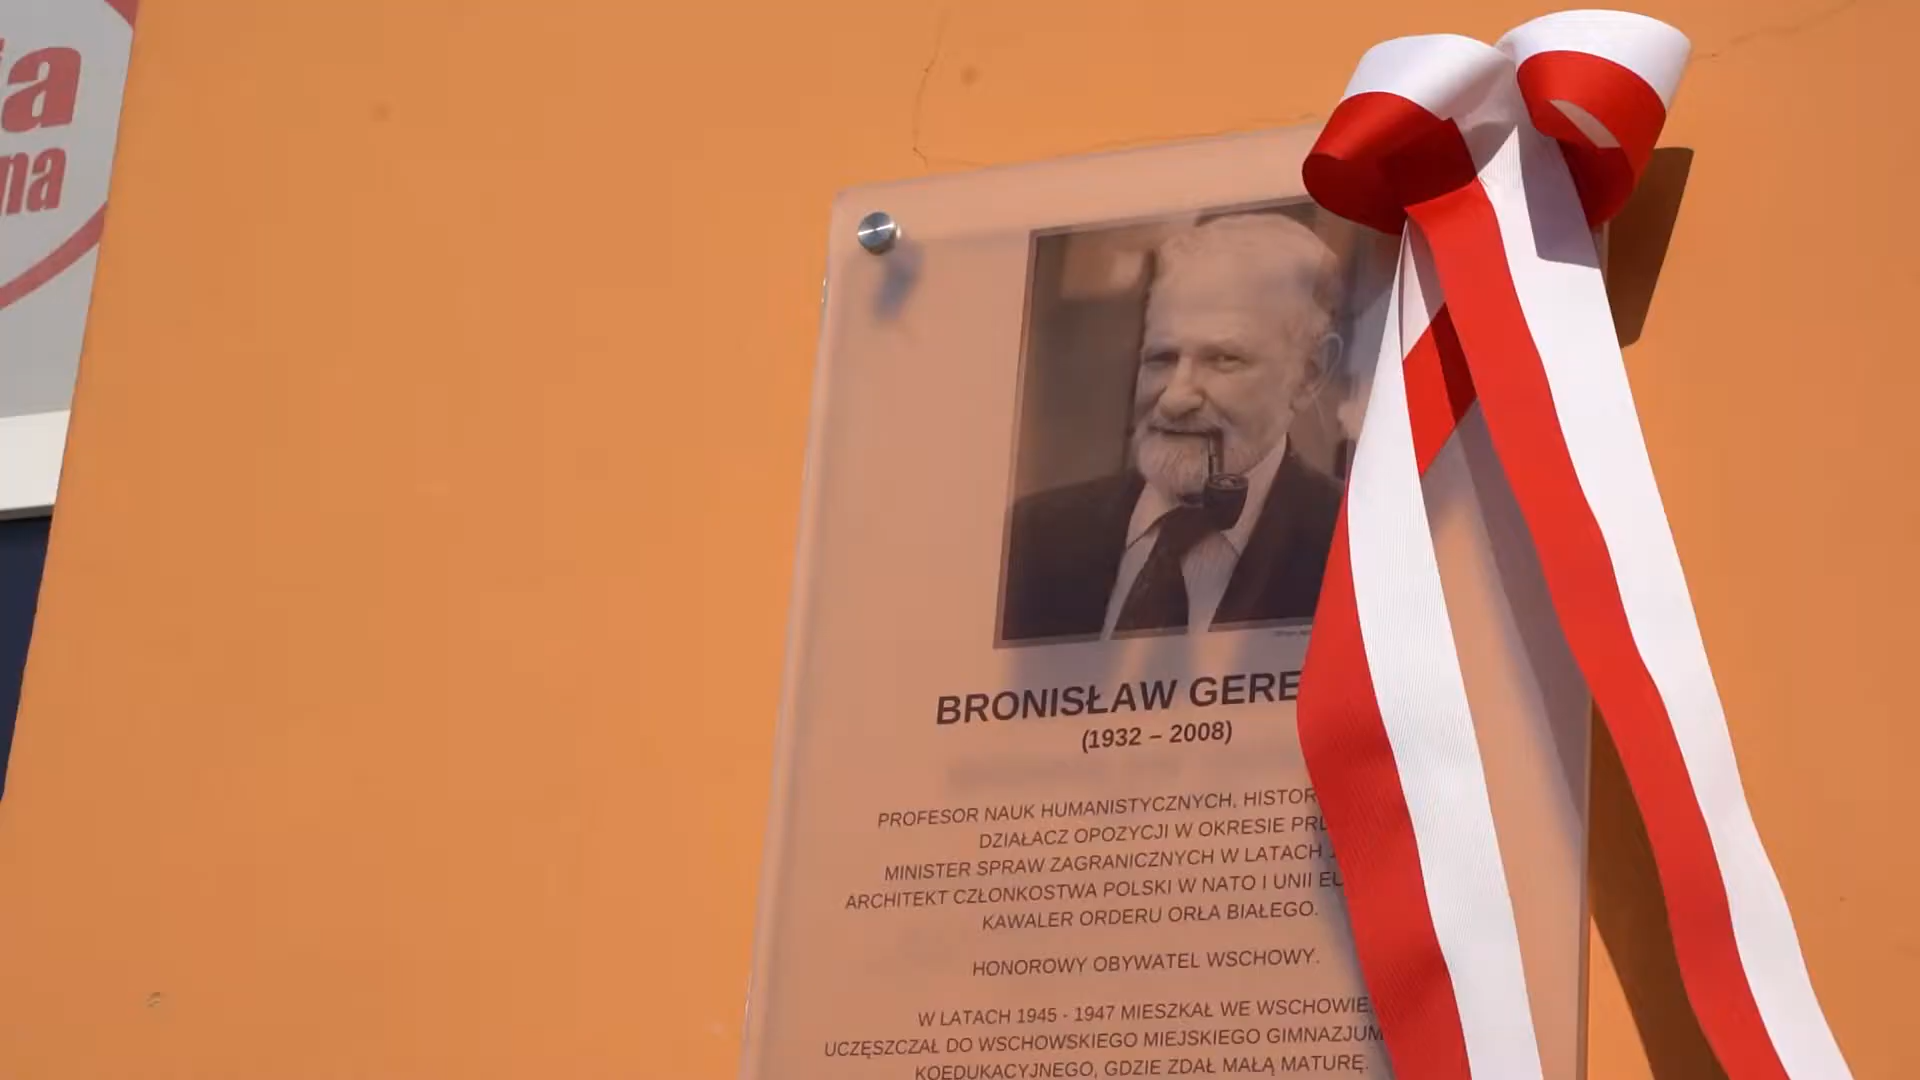 a
na
BRONISŁAW GERE
(1932 – 2008)
PROFESOR NAUK HUMANISTYCZNYCH, HISTOR
DZIAŁACZ OPOZYCJI W OKRESIE PRL
MINISTER SPRAW ZAGRANICZNYCH W LATACH
ARCHITEKT CZŁONKOSTWA POLSKI W NATO I UNII EU
KAWALER ORDERU ORŁA BIAŁEGO.
HONOROWY OBYWATEL WSCHOWY.
W LATACH 1945 - 1947 MIESZKAŁ WE WSCHOWIE,
UCZĘSZCZAŁ DO WSCHOWSKIEGO MIEJSKIEGO GIMNAZJUM
KOEDUKACYJNEGO, GDZIE ZDAŁ MAŁĄ MATURĘ.